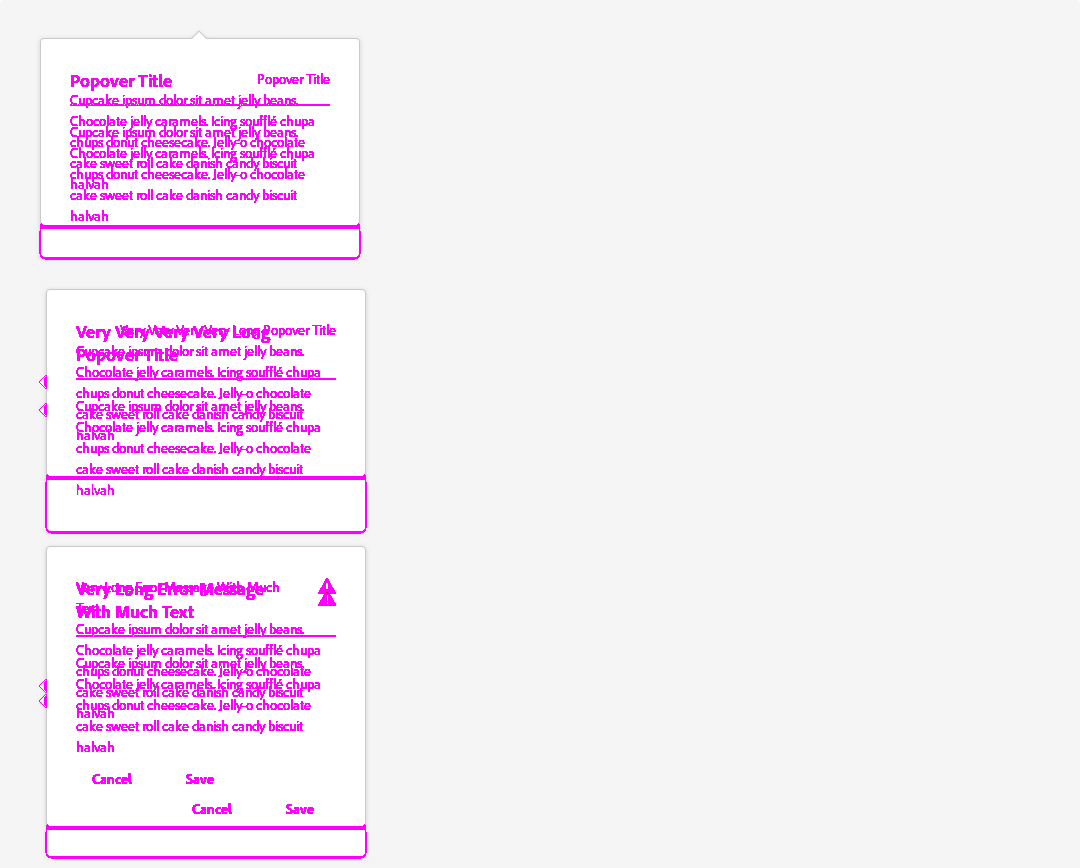 Popover Title
Popover Title
Cupcake ipsum dolor sit amet jelly beans.
Chocolate jelly caramels. Icing soufflé chupa
Cupcake ipsum dolor sit amet jelly beans.
chups donut cheesecake. Jelly-o chocolate
Chocolate jelly caramels. Icing soufflé chupa
cake sweet roll cake danish candy biscuit
chups donut cheesecake. Jelly-o chocolate
halvah
cake sweet roll cake danish candy biscuit
halvah
Very Very Very Very Long
Very Very Very Very Long Popover Title
Cupcake ipsum dolor sit amet jelly beans.
Popover Title
Chocolate jelly caramels. Icing soufflé chupa
chups donut cheesecake. Jelly-o chocolate
Cupcake ipsum dolor sit amet jelly beans.
cake sweet roll cake danish candy biscuit
Chocolate jelly caramels. Icing soufflé chupa
halvah
chups donut cheesecake. Jelly-o chocolate
cake sweet roll cake danish candy biscuit
halvah
Very Long Error Message With Much
Very Long Error Message
Text
With Much Text
Cupcake ipsum dolor sit amet jelly beans.
Chocolate jelly caramels. Icing soufflé chupa
Cupcake ipsum dolor sit amet jelly beans.
chups donut cheesecake. Jelly-o chocolate
Chocolate jelly caramels. Icing soufflé chupa
cake sweet roll cake danish candy biscuit
chups donut cheesecake. Jelly-o chocolate
halvah
cake sweet roll cake danish candy biscuit
halvah
Cancel Save
Cancel Save